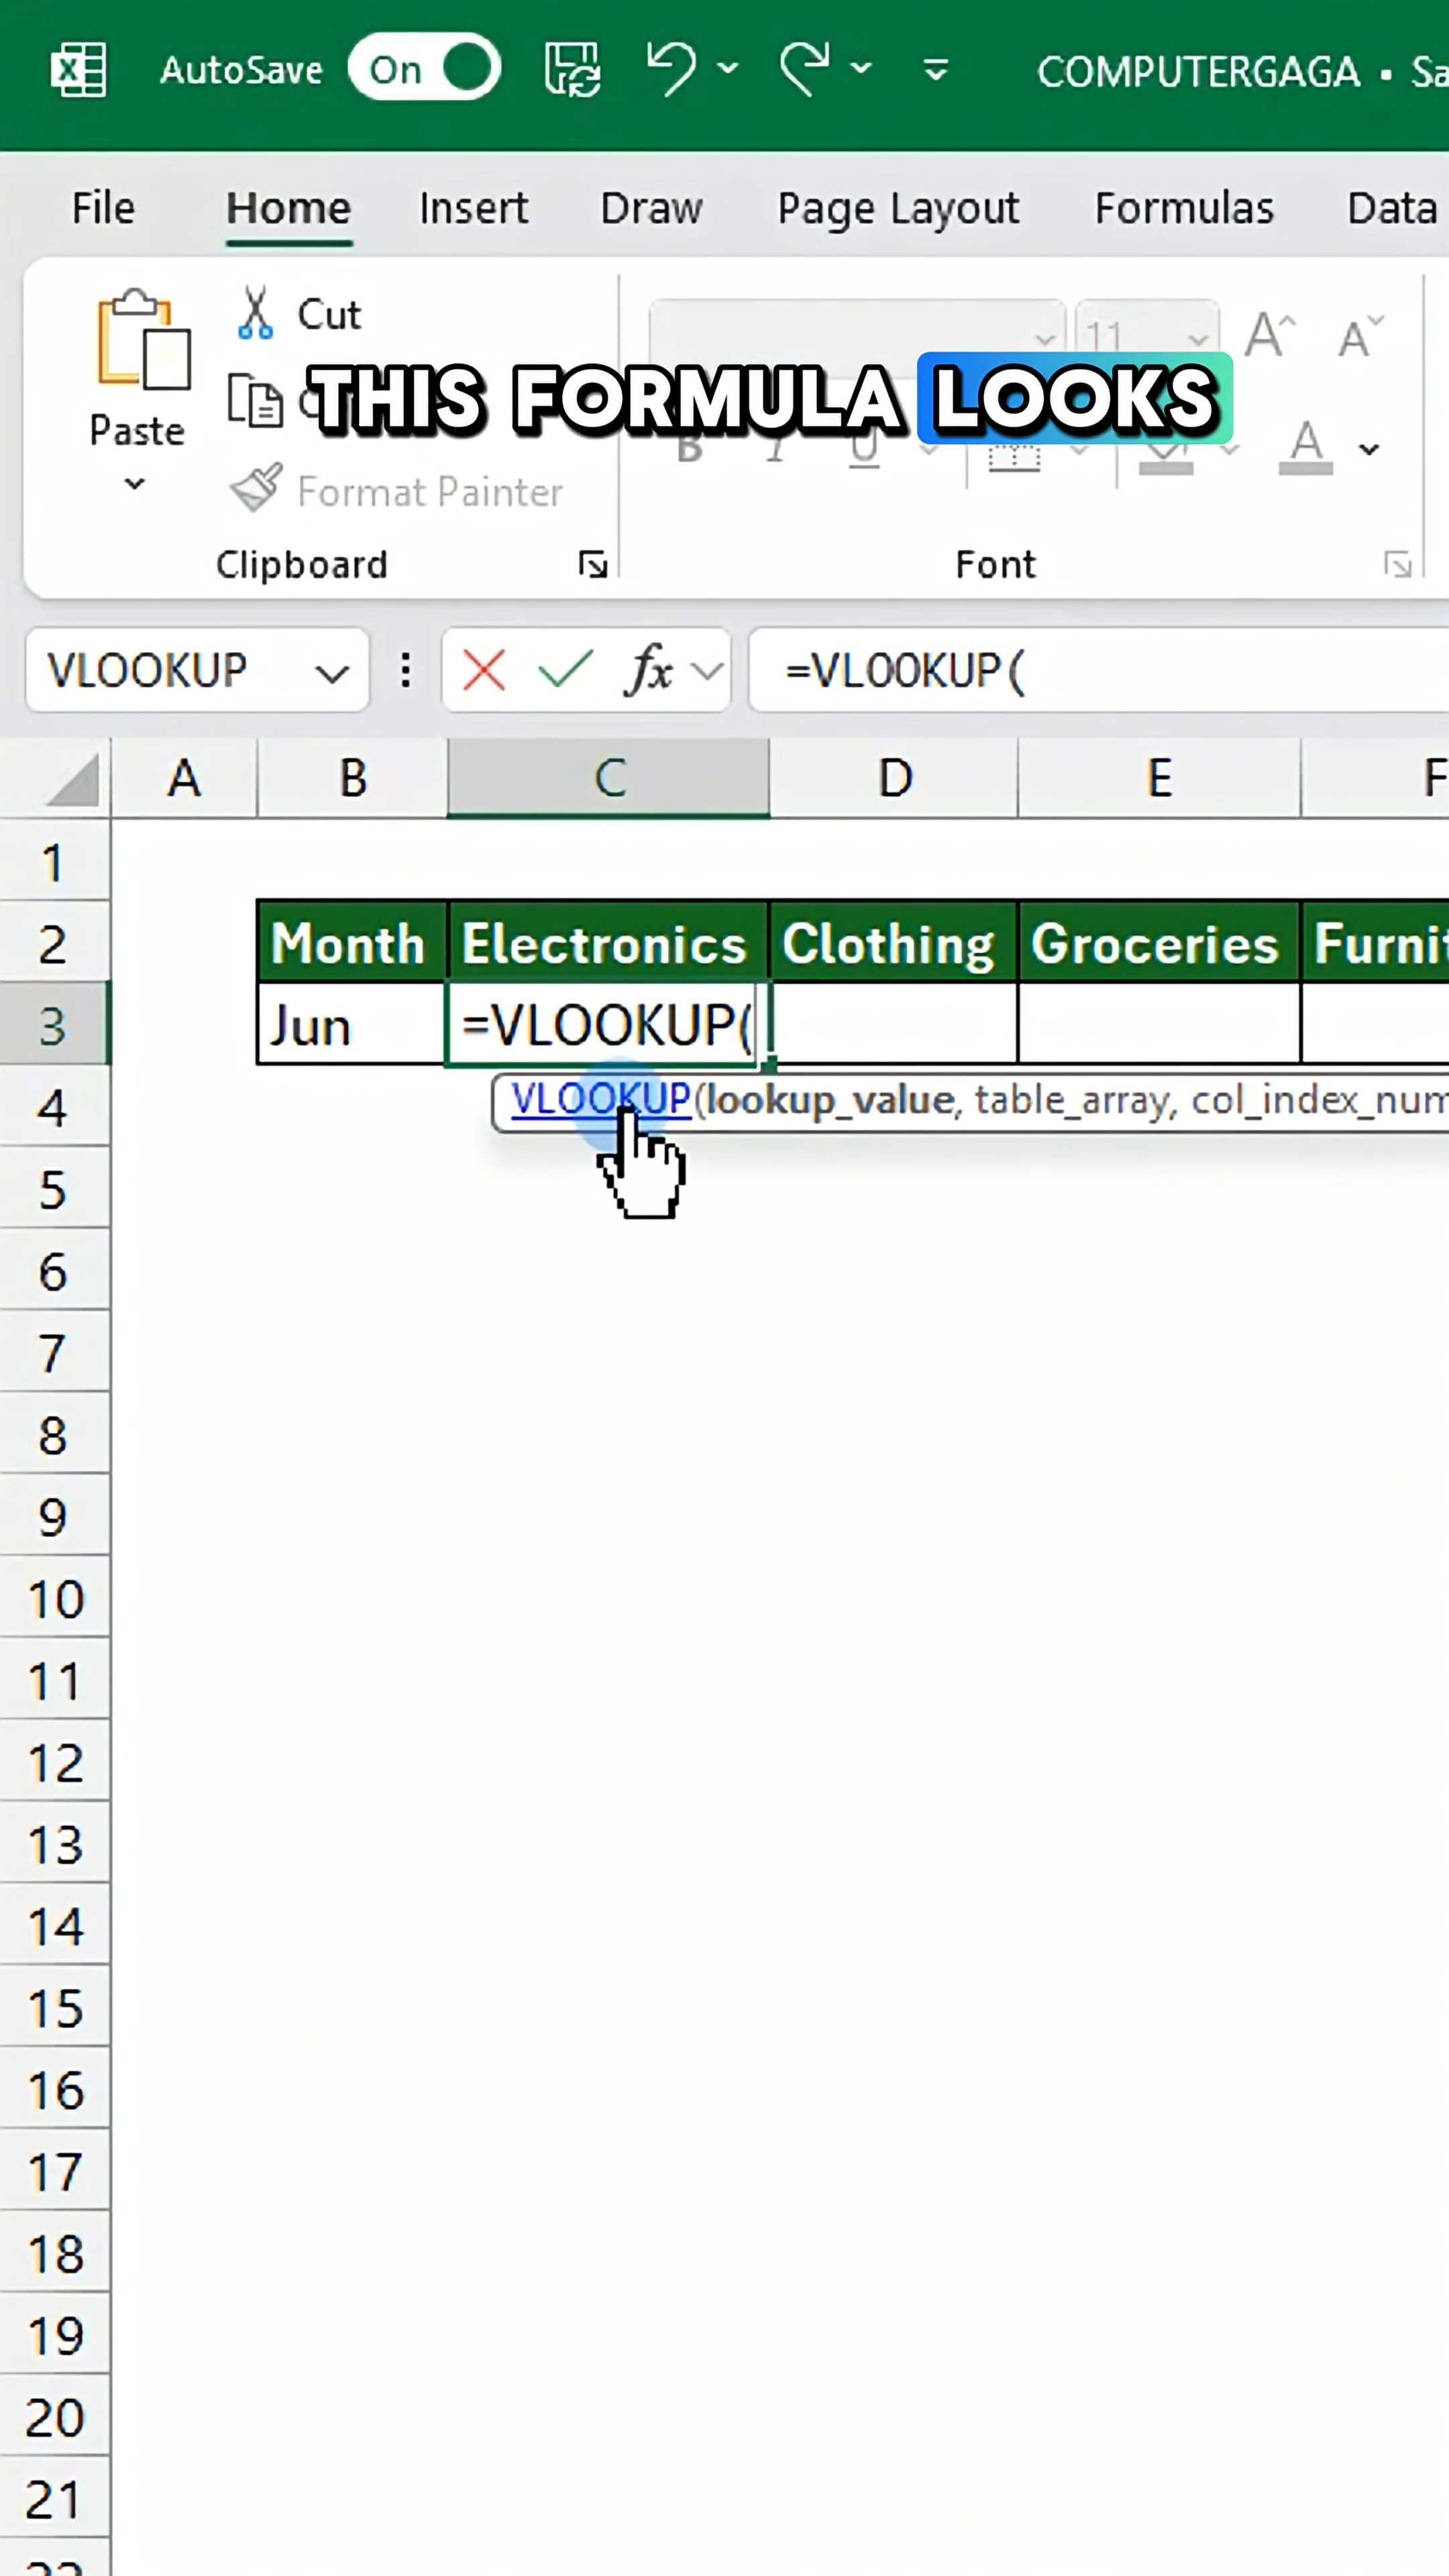 AutoSave On COMPUTERGAGA • Sa
File Home Insert Draw Page Layout Formulas Data
Cut
11 A A
THIS FORMULA LOOKS
Paste
B I U A
Format Painter
Clipboard Font
VLOOKUP fx =VLOOKUP(
A B C D E F
1
2 Month Electronics Clothing Groceries Furnit
3 Jun =VLOOKUP(
4 VLOOKUP(lookup_value, table_array, col_index_num
5
6
7
8
9
10
11
12
13
14
15
16
17
18
19
20
21
22